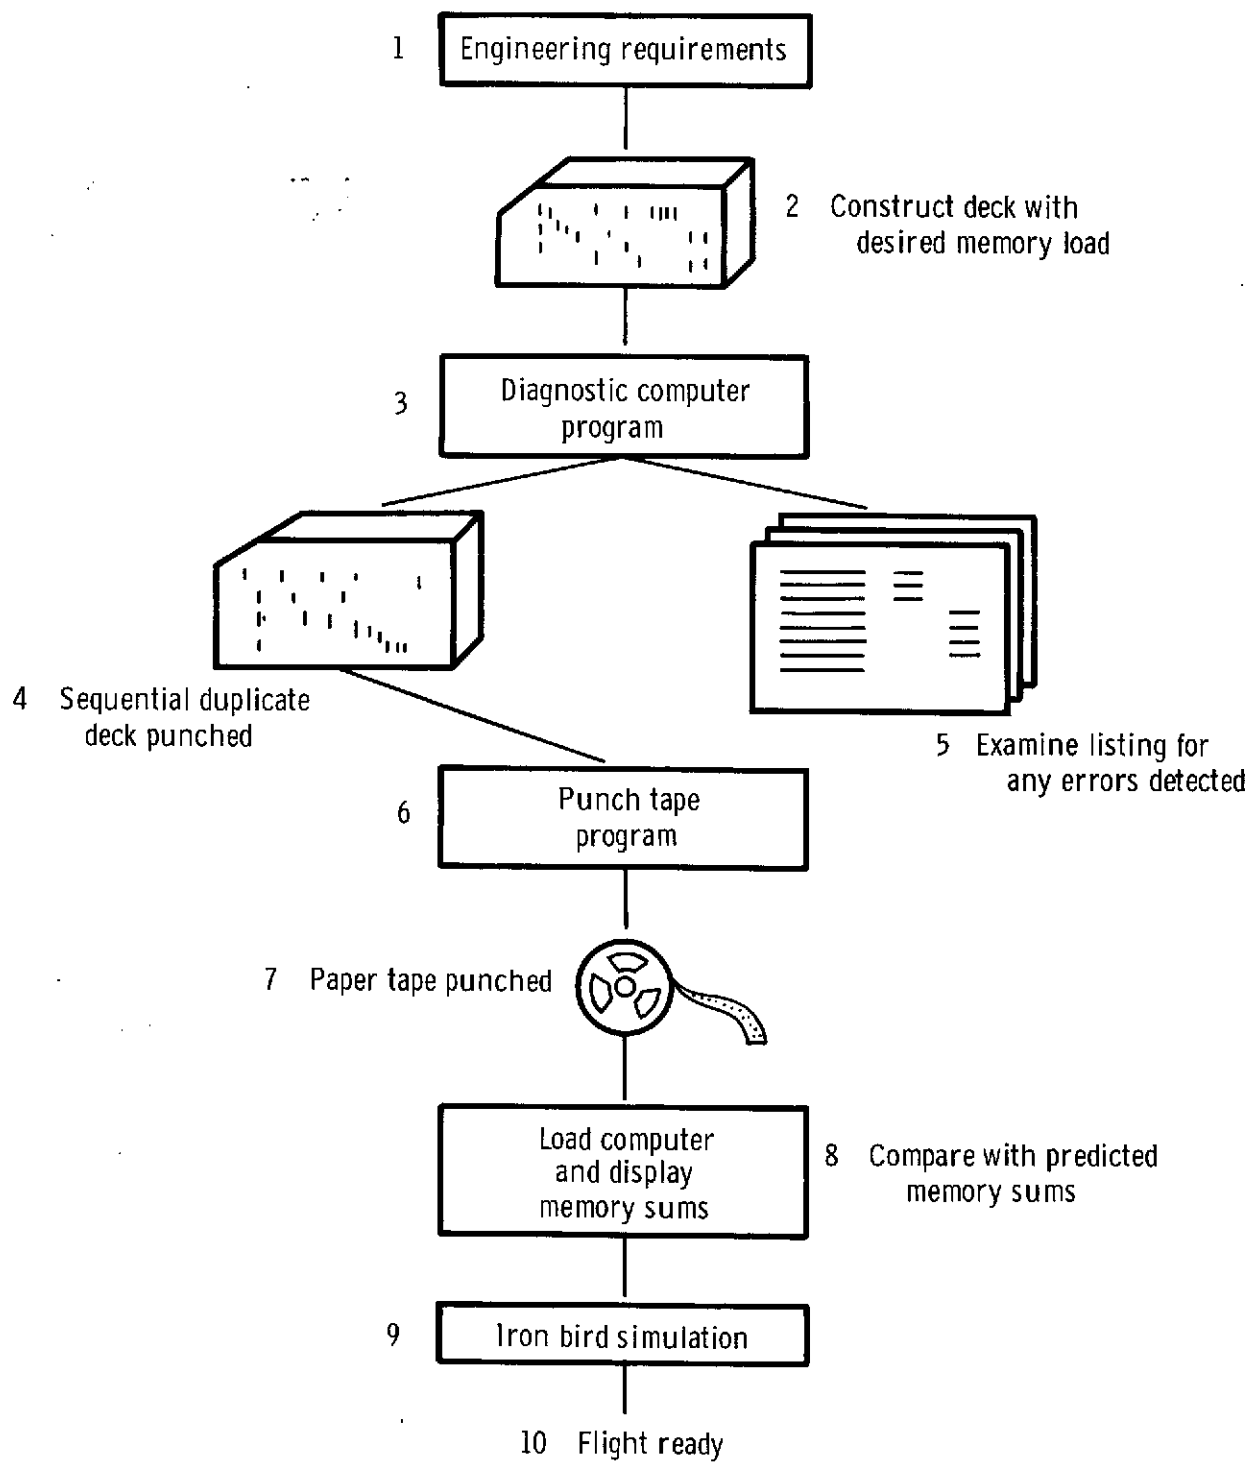 1 Engineering requirements
2 Construct deck with
desired memory load
3 Diagnostic computer
program
4 Sequential duplicate
deck punched
5 Examine listing for
any errors detected
6 Punch tape
program
7 Paper tape punched
Load computer
and display
memory sums
8 Compare with predicted
memory sums
9 Iron bird simulation
10 Flight ready